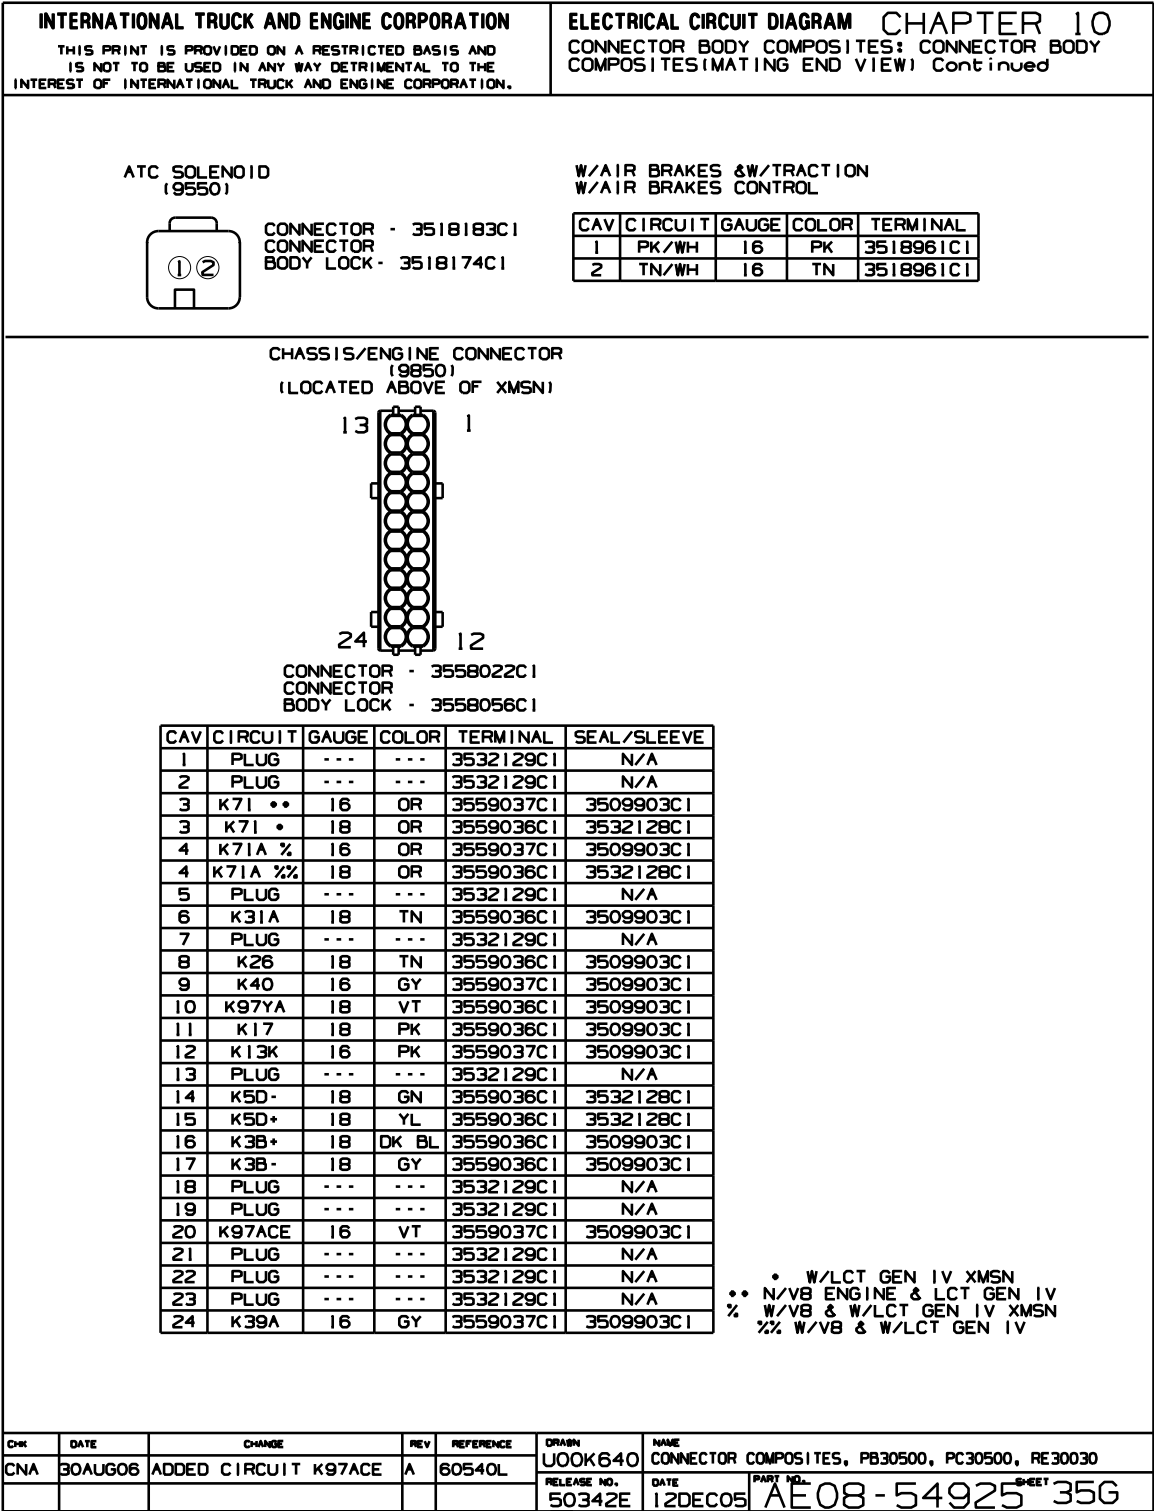 INTERNATIONAL TRUCK AND ENGINE CORPORATION
THIS PRINT IS PROVIDED ON A RESTRICTED BASIS AND
IS NOT TO BE USED IN ANY WAY DETRIMENTAL TO THE
INTEREST OF INTERNATIONAL TRUCK AND ENGINE CORPORATION.
ELECTRICAL CIRCUIT DIAGRAM CHAPTER 10
CONNECTOR BODY COMPOSITES: CONNECTOR BODY
COMPOSITES(MATING END VIEW) Continued
ATC SOLENOID
(9550)
1 2
CONNECTOR - 3518183C1
CONNECTOR
BODY LOCK- 3518174C1
W/AIR BRAKES &W/TRACTION
W/AIR BRAKES CONTROL
CAV CIRCUIT GAUGE COLOR TERMINAL
1 PK/WH 16 PK 3518961C1
2 TN/WH 16 TN 3518961C1
CHASSIS/ENGINE CONNECTOR
(9850)
(LOCATED ABOVE OF XMSN)
13 1
24 12
CONNECTOR - 3558022C1
CONNECTOR
BODY LOCK - 3558056C1
CAV CIRCUIT GAUGE COLOR TERMINAL SEAL/SLEEVE
1 PLUG --- --- 3532129C1 N/A
2 PLUG --- --- 3532129C1 N/A
3 K71 •• 16 OR 3559037C1 3509903C1
3 K71 • 18 OR 3559036C1 3532128C1
4 K71A % 16 OR 3559037C1 3509903C1
4 K71A %% 18 OR 3559036C1 3532128C1
5 PLUG --- --- 3532129C1 N/A
6 K31A 18 TN 3559036C1 3509903C1
7 PLUG --- --- 3532129C1 N/A
8 K26 18 TN 3559036C1 3509903C1
9 K40 16 GY 3559037C1 3509903C1
10 K97YA 18 VT 3559036C1 3509903C1
11 K17 18 PK 3559036C1 3509903C1
12 K13K 16 PK 3559037C1 3509903C1
13 PLUG --- --- 3532129C1 N/A
14 K5D- 18 GN 3559036C1 3532128C1
15 K5D+ 18 YL 3559036C1 3532128C1
16 K3B+ 18 DK BL 3559036C1 3509903C1
17 K3B- 18 GY 3559036C1 3509903C1
18 PLUG --- --- 3532129C1 N/A
19 PLUG --- --- 3532129C1 N/A
20 K97ACE 16 VT 3559037C1 3509903C1
21 PLUG --- --- 3532129C1 N/A
22 PLUG --- --- 3532129C1 N/A
23 PLUG --- --- 3532129C1 N/A
24 K39A 16 GY 3559037C1 3509903C1
• W/LCT GEN IV XMSN
•• N/V8 ENGINE & LCT GEN IV
% W/V8 & W/LCT GEN IV XMSN
%% W/V8 & W/LCT GEN IV
CHK DATE CHANGE REV REFERENCE
CNA 30AUG06 ADDED CIRCUIT K97ACE A 60540L
DRAWN U00K640
NAME CONNECTOR COMPOSITES, PB30500, PC30500, RE30030
RELEASE NO. 50342E
DATE 12DEC05
PART NO. AE08-54925 SHEET 35G